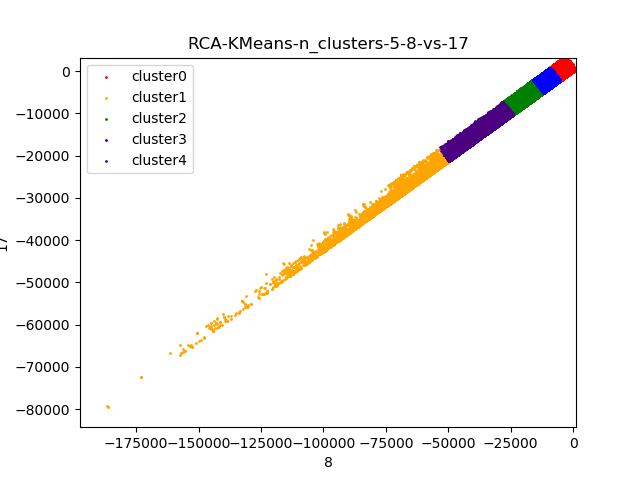 RCA-KMeans-n_clusters-5-8-vs-17
cluster0
cluster1
cluster2
cluster3
cluster4
0
−10000
−20000
−30000
−40000
−50000
−60000
−70000
−80000
17
−175000 −150000 −125000 −100000 −75000 −50000 −25000 0
8